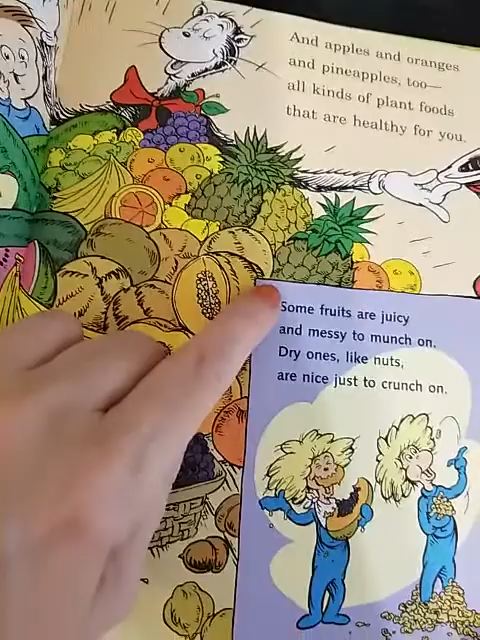 And apples and oranges
and pineapples, too—
all kinds of plant foods
that are healthy for you.
Some fruits are juicy
and messy to munch on.
Dry ones, like nuts,
are nice just to crunch on.